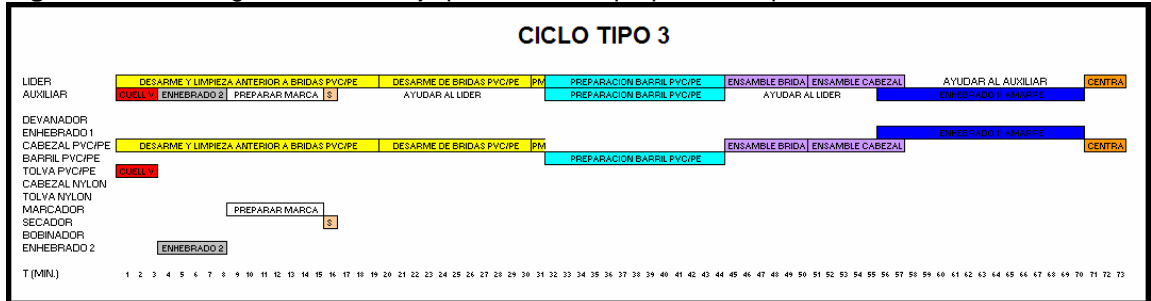 CICLO TIPO 3
LIDER DESARME Y LIMPIEZA ANTERIOR A BRIDAS PVC/PE DESARME DE BRIDAS PVC/PE PM PREPARACION BARRIL PVC/PE ENSAMBLE BRIDA ENSAMBLE CABEZAL AYUDAR AL AUXILIAR CENTRA
AUXILIAR CUELL V ENHEBRADO 2 PREPARAR MARCA S AYUDAR AL LIDER PREPARACION BARRIL PVC/PE AYUDAR AL LIDER ENHEBRADO 1 AMARRE
DEVANADOR
ENHEBRADO 1 ENHEBRADO 1 AMARRE
CABEZAL PVC/PE DESARME Y LIMPIEZA ANTERIOR A BRIDAS PVC/PE DESARME DE BRIDAS PVC/PE PM ENSAMBLE BRIDA ENSAMBLE CABEZAL CENTRA
BARRIL PVC/PE PREPARACION BARRIL PVC/PE
TOLVA PVC/PE CUELL V
CABEZAL NYLON
TOLVA NYLON
MARCADOR PREPARAR MARCA
SECADOR S
BOBINADOR
ENHEBRADO 2 ENHEBRADO 2
T (MIN.) 1 2 3 4 5 6 7 8 9 10 11 12 13 14 15 16 17 18 19 20 21 22 23 24 25 26 27 28 29 30 31 32 33 34 35 36 37 38 39 40 41 42 43 44 45 46 47 48 49 50 51 52 53 54 55 56 57 58 59 60 61 62 63 64 65 66 67 68 69 70 71 72 73